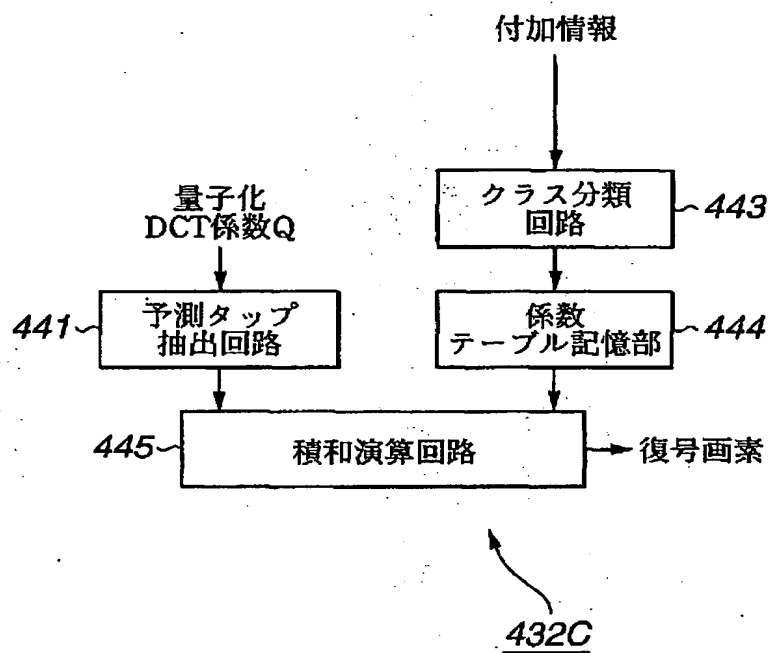 付加情報
クラス分類
回路
443
量子化
DCT係数Q
441
予測タップ
抽出回路
係数
テーブル記憶部
444
445
積和演算回路
復号画素
432C